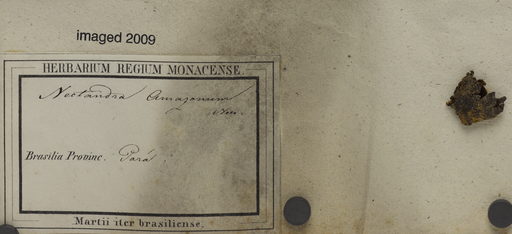 imaged 2009
HERBARIUM REGIUM MONACENSE.
Nectandra Amazonum
Nees.
Brasilia Provinc. Pará.
Martii iter brasiliense.